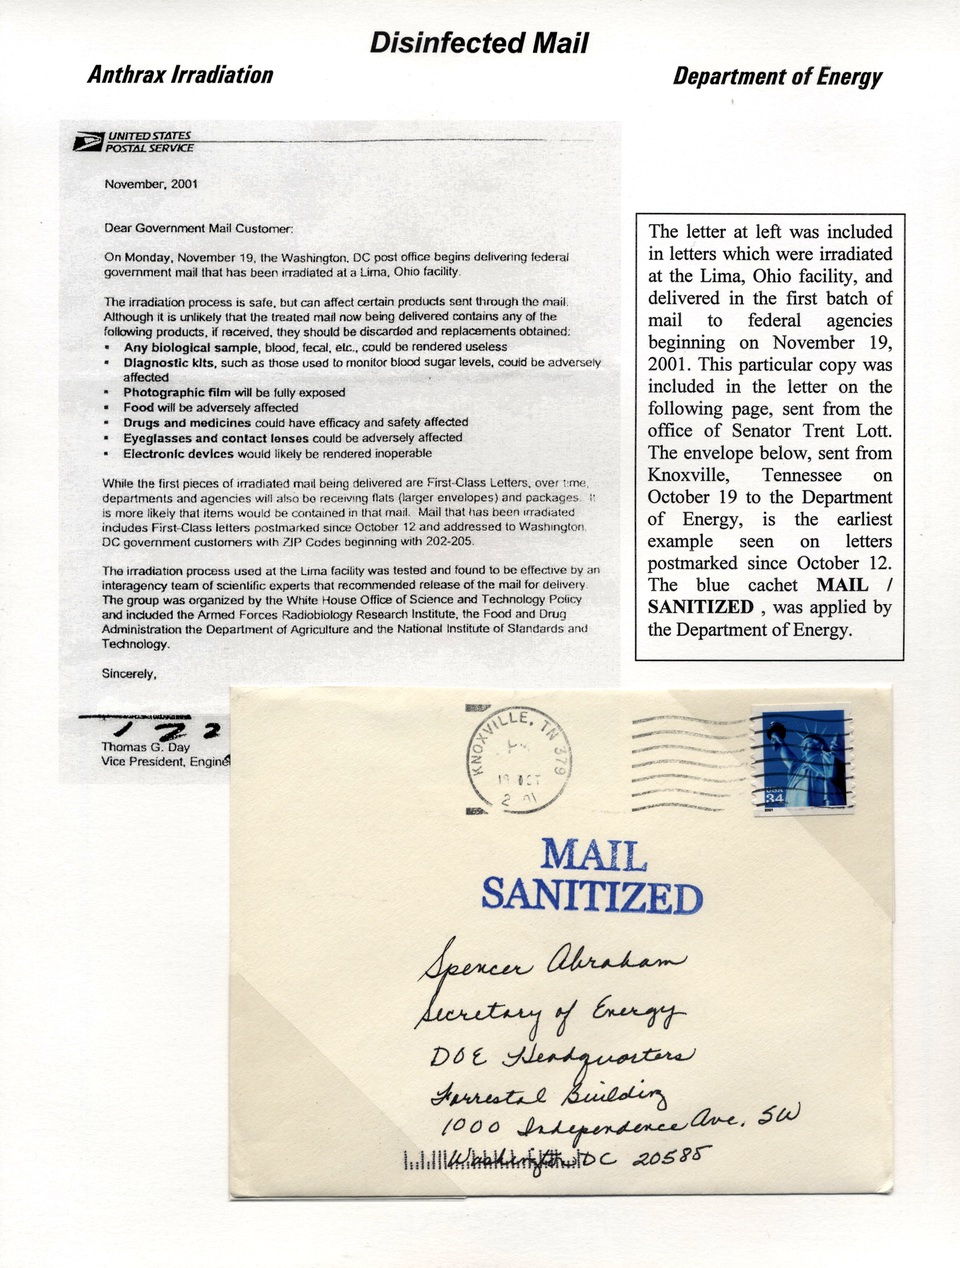 Disinfected Mail
Anthrax Irradiation
Department of Energy
UNITED STATES
POSTAL SERVICE
November, 2001
Dear Government Mail Customer:
On Monday, November 19, the Washington, DC post office begins delivering federal
government mail that has been irradiated at a Lima, Ohio facility.
The irradiation process is safe, but can affect certain products sent through the mail.
Although it is unlikely that the treated mail now being delivered contains any of the
following products, if received, they should be discarded and replacements obtained:
▪ Any biological sample, blood, fecal, etc., could be rendered useless
▪ Diagnostic kits, such as those used to monitor blood sugar levels, could be adversely
affected
▪ Photographic film will be fully exposed
▪ Food will be adversely affected
▪ Drugs and medicines could have efficacy and safety affected
▪ Eyeglasses and contact lenses could be adversely affected
▪ Electronic devices would likely be rendered inoperable
While the first pieces of irradiated mail being delivered are First-Class Letters, over time,
departments and agencies will also be receiving flats (larger envelopes) and packages. It
is more likely that items would be contained in that mail. Mail that has been irradiated
includes First-Class letters postmarked since October 12 and addressed to Washington,
DC government customers with ZIP Codes beginning with 202-205.
The irradiation process used at the Lima facility was tested and found to be effective by an
interagency team of scientific experts that recommended release of the mail for delivery.
The group was organized by the White House Office of Science and Technology Policy
and included the Armed Forces Radiobiology Research Institute, the Food and Drug
Administration the Department of Agriculture and the National Institute of Standards and
Technology.
Sincerely,
Thomas G. Day
Vice President, Engine
The letter at left was included
in letters which were irradiated
at the Lima, Ohio facility, and
delivered in the first batch of
mail to federal agencies
beginning on November 19,
2001. This particular copy was
included in the letter on the
following page, sent from the
office of Senator Trent Lott.
The envelope below, sent from
Knoxville, Tennessee on
October 19 to the Department
of Energy, is the earliest
example seen on letters
postmarked since October 12.
The blue cachet MAIL /
SANITIZED , was applied by
the Department of Energy.
KNOXVILLE, TN 379
19 OCT
USA
34
MAIL
SANITIZED
Spencer Abraham
Secretary of Energy
DOE Headquarters
Forrestal Building
1000 Independence Ave, SW
Washington DC 20585